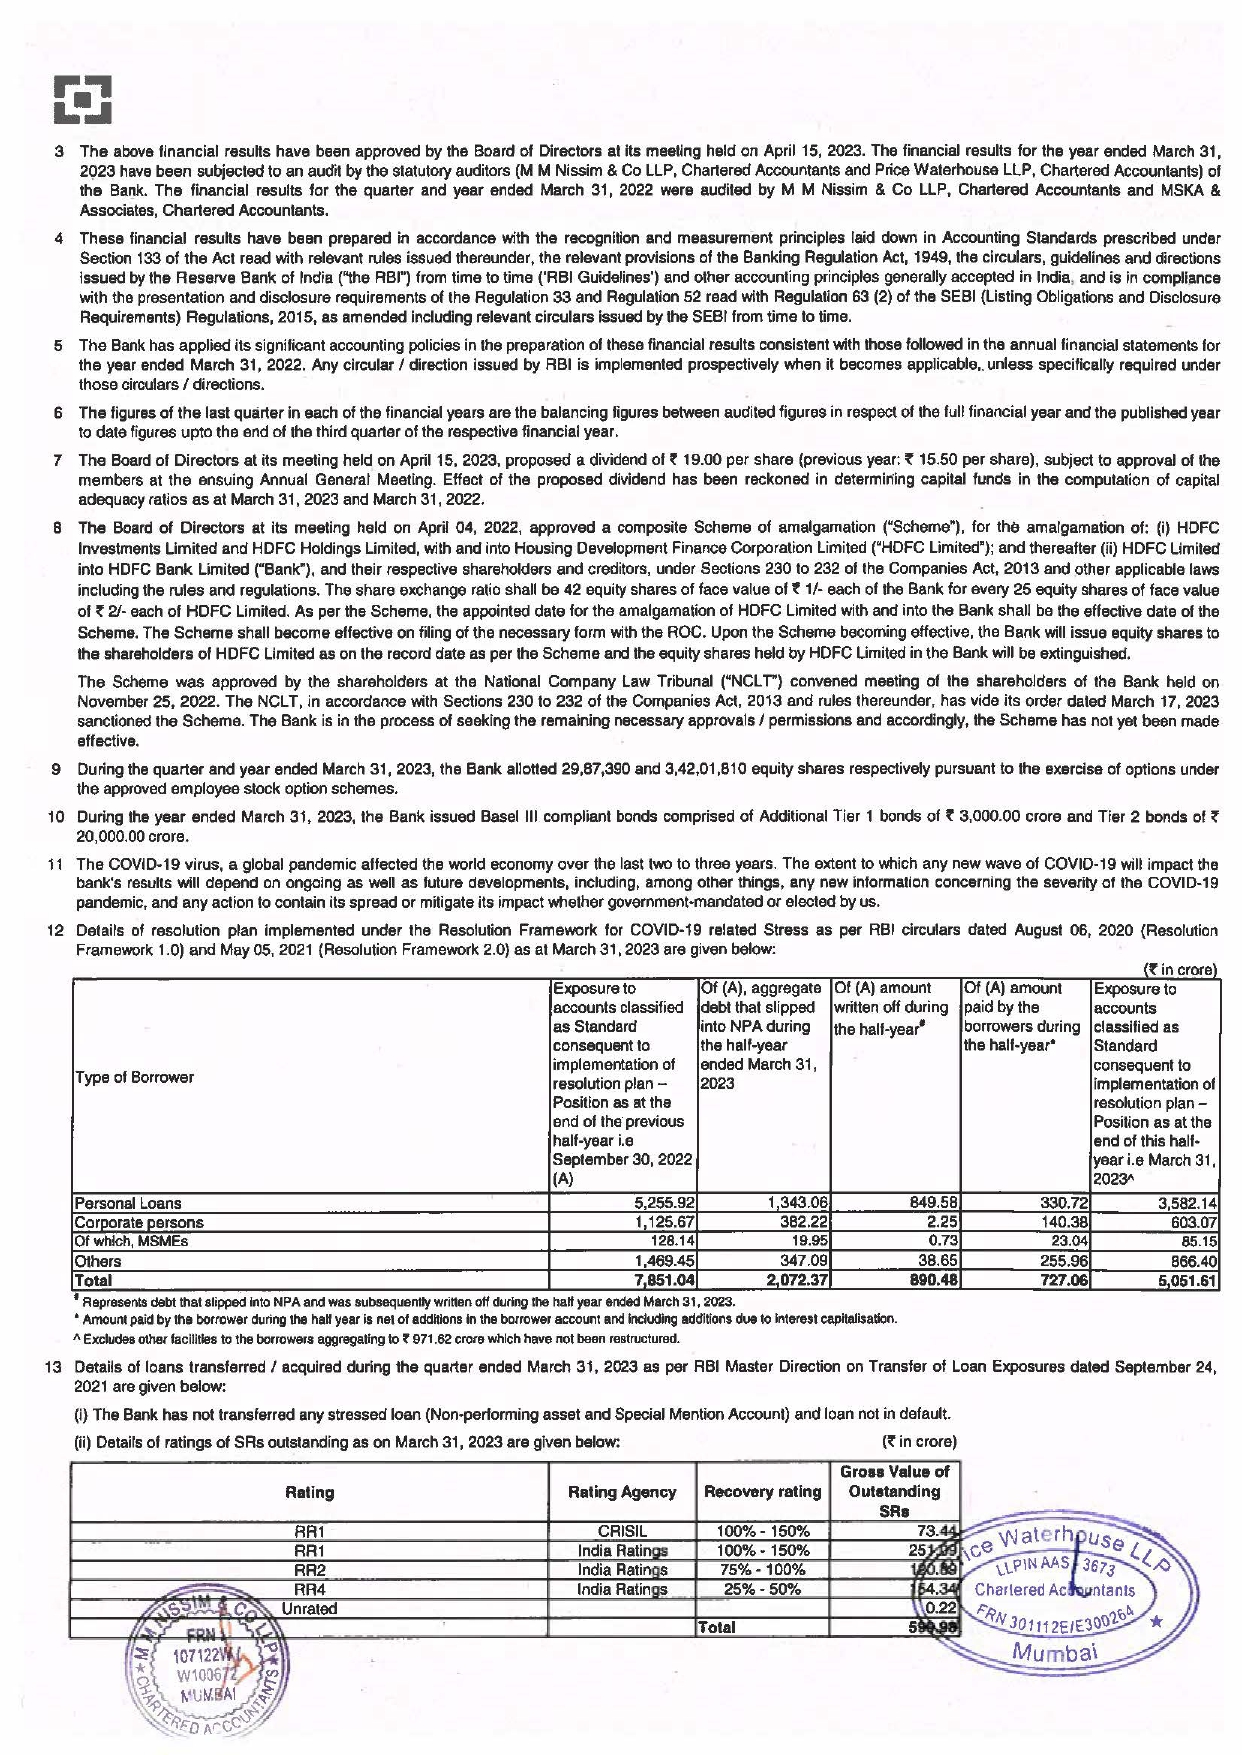 3 The above financial results have been approved by the Board of Directors at its meeting held on April 15, 2023. The financial results for the year ended March 31,
2023 have been subjected to an audit by the statutory auditors (M M Nissim & Co LLP, Chartered Accountants and Price Waterhouse LLP, Chartered Accountants) of
the Bank. The financial results for the quarter and year ended March 31, 2022 were audited by M M Nissim & Co LLP, Chartered Accountants and MSKA &
Associates, Chartered Accountants.
4 These financial results have been prepared in accordance with the recognition and measurement principles laid down in Accounting Standards prescribed under
Section 133 of the Act read with relevant rules issued thereunder, the relevant provisions of the Banking Regulation Act, 1949, the circulars, guidelines and directions
issued by the Reserve Bank of India ("the RBI") from time to time ('RBI Guidelines') and other accounting principles generally accepted in India, and is in compliance
with the presentation and disclosure requirements of the Regulation 33 and Regulation 52 read with Regulation 63 (2) of the SEBI (Listing Obligations and Disclosure
Requirements) Regulations, 2015, as amended including relevant circulars issued by the SEBI from time to time.
5 The Bank has applied its significant accounting policies in the preparation of these financial results consistent with those followed in the annual financial statements for
the year ended March 31, 2022. Any circular / direction issued by RBI is implemented prospectively when it becomes applicable, unless specifically required under
those circulars / directions.
6 The figures of the last quarter in each of the financial years are the balancing figures between audited figures in respect of the full financial year and the published year
to date figures upto the end of the third quarter of the respective financial year.
7 The Board of Directors at its meeting held on April 15, 2023, proposed a dividend of ₹ 19.00 per share (previous year: ₹ 15.50 per share), subject to approval of the
members at the ensuing Annual General Meeting. Effect of the proposed dividend has been reckoned in determining capital funds in the computation of capital
adequacy ratios as at March 31, 2023 and March 31, 2022.
8 The Board of Directors at its meeting held on April 04, 2022, approved a composite Scheme of amalgamation ("Scheme"), for the amalgamation of: (i) HDFC
Investments Limited and HDFC Holdings Limited, with and into Housing Development Finance Corporation Limited ("HDFC Limited"); and thereafter (ii) HDFC Limited
into HDFC Bank Limited ("Bank"), and their respective shareholders and creditors, under Sections 230 to 232 of the Companies Act, 2013 and other applicable laws
including the rules and regulations. The share exchange ratio shall be 42 equity shares of face value of ₹ 1/- each of the Bank for every 25 equity shares of face value
of ₹ 2/- each of HDFC Limited. As per the Scheme, the appointed date for the amalgamation of HDFC Limited with and into the Bank shall be the effective date of the
Scheme. The Scheme shall become effective on filing of the necessary form with the ROC. Upon the Scheme becoming effective, the Bank will issue equity shares to
the shareholders of HDFC Limited as on the record date as per the Scheme and the equity shares held by HDFC Limited in the Bank will be extinguished.
The Scheme was approved by the shareholders at the National Company Law Tribunal ("NCLT") convened meeting of the shareholders of the Bank held on
November 25, 2022. The NCLT, in accordance with Sections 230 to 232 of the Companies Act, 2013 and rules thereunder, has vide its order dated March 17, 2023
sanctioned the Scheme. The Bank is in the process of seeking the remaining necessary approvals / permissions and accordingly, the Scheme has not yet been made
effective.
9 During the quarter and year ended March 31, 2023, the Bank allotted 29,87,390 and 3,42,01,810 equity shares respectively pursuant to the exercise of options under
the approved employee stock option schemes.
10 During the year ended March 31, 2023, the Bank issued Basel III compliant bonds comprised of Additional Tier 1 bonds of ₹ 3,000.00 crore and Tier 2 bonds of ₹
20,000.00 crore.
11 The COVID-19 virus, a global pandemic affected the world economy over the last two to three years. The extent to which any new wave of COVID-19 will impact the
bank's results will depend on ongoing as well as future developments, including, among other things, any new information concerning the severity of the COVID-19
pandemic, and any action to contain its spread or mitigate its impact whether government-mandated or elected by us.
12 Details of resolution plan implemented under the Resolution Framework for COVID-19 related Stress as per RBI circulars dated August 06, 2020 (Resolution
Framework 1.0) and May 05, 2021 (Resolution Framework 2.0) as at March 31, 2023 are given below:
(₹ in crore)
Type of Borrower
Exposure to
accounts classified
as Standard
consequent to
implementation of
resolution plan –
Position as at the
end of the previous
half-year i.e
September 30, 2022
(A)
Of (A), aggregate
debt that slipped
into NPA during
the half-year
ended March 31,
2023
Of (A) amount
written off during
the half-year#
Of (A) amount
paid by the
borrowers during
the half-year*
Exposure to
accounts
classified as
Standard
consequent to
implementation of
resolution plan –
Position as at the
end of this half-
year i.e March 31,
2023^
Personal Loans 5,255.92 1,343.06 849.58 330.72 3,582.14
Corporate persons 1,125.67 382.22 2.25 140.38 603.07
Of which, MSMEs 128.14 19.95 0.73 23.04 85.15
Others 1,469.45 347.09 38.65 255.96 866.40
Total 7,851.04 2,072.37 890.48 727.06 5,051.61
# Represents debt that slipped into NPA and was subsequently written off during the half year ended March 31, 2023.
* Amount paid by the borrower during the half year is net of additions in the borrower account and including additions due to interest capitalisation.
^ Excludes other facilities to the borrowers aggregating to ₹ 971.62 crore which have not been restructured.
13 Details of loans transferred / acquired during the quarter ended March 31, 2023 as per RBI Master Direction on Transfer of Loan Exposures dated September 24,
2021 are given below:
(i) The Bank has not transferred any stressed loan (Non-performing asset and Special Mention Account) and loan not in default.
(ii) Details of ratings of SRs outstanding as on March 31, 2023 are given below: (₹ in crore)
Rating Rating Agency Recovery rating
Gross Value of
Outstanding
SRs
RR1 CRISIL 100% - 150% 73.44
RR1 India Ratings 100% - 150%
RR2 India Ratings 75% - 100%
RR4 India Ratings 25% - 50% 154.34
Unrated 0.22
Total
M M NISSIM & CO LLP
FRN
107122W/
W100672
MUMBAI
CHARTERED ACCOUNTANTS
Waterhouse LLP
LLPIN AAS 3673
Chartered Accountants
FRN 301112E/E300264
Mumbai